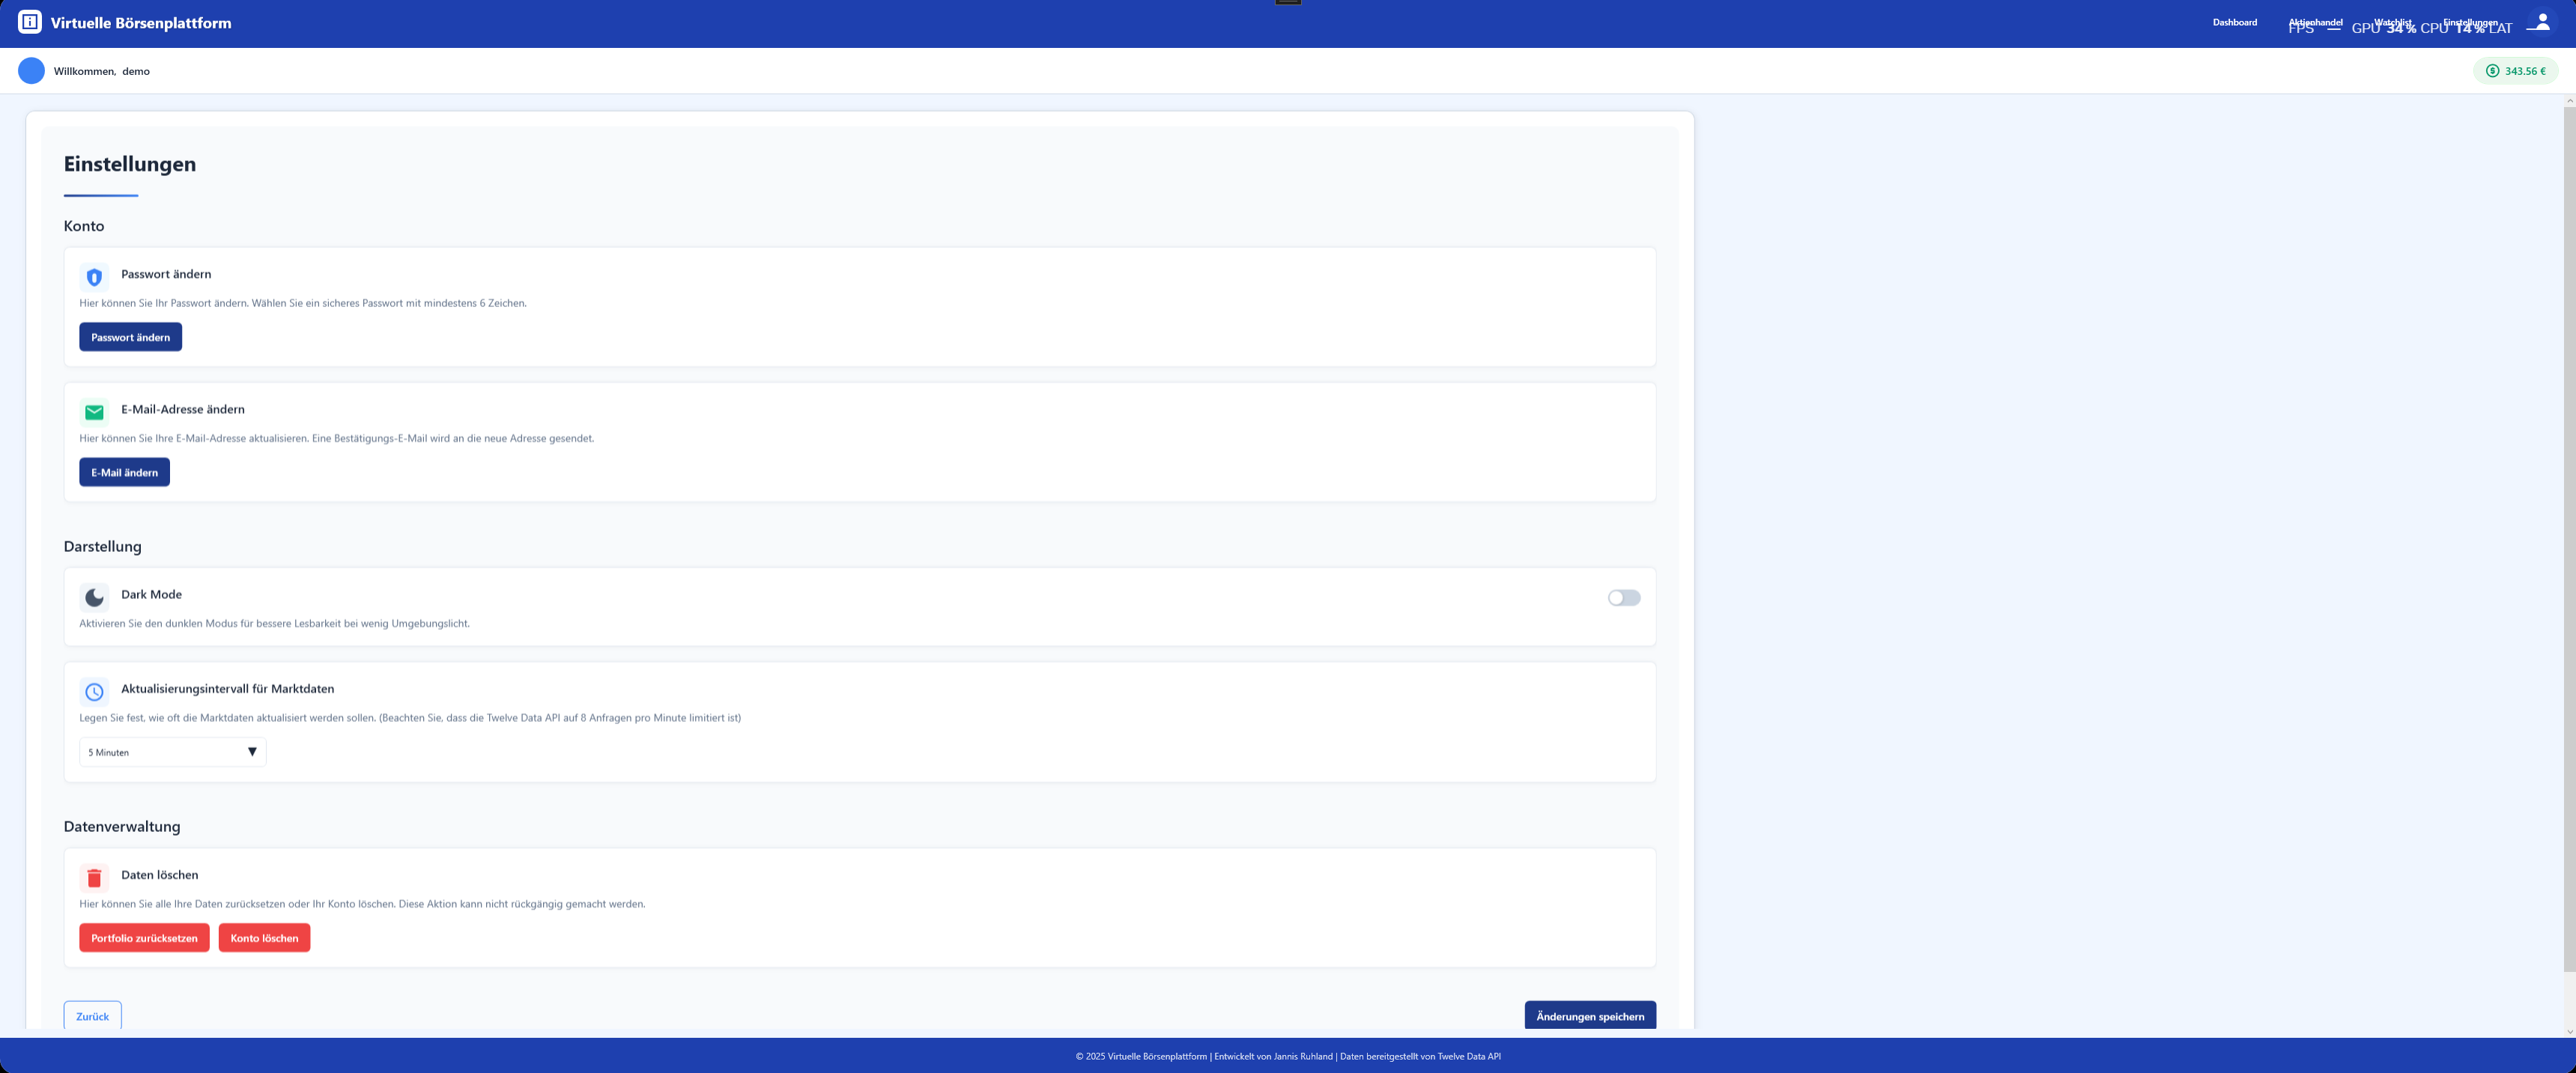 Virtuelle Börsenplattform
Dashboard Aktienhandel Watchlist Einstellungen
FPS — GPU 34 % CPU 14 % LAT —
Willkommen, demo
343.56 €
Einstellungen
Konto
Passwort ändern
Hier können Sie Ihr Passwort ändern. Wählen Sie ein sicheres Passwort mit mindestens 6 Zeichen.
Passwort ändern
E-Mail-Adresse ändern
Hier können Sie Ihre E-Mail-Adresse aktualisieren. Eine Bestätigungs-E-Mail wird an die neue Adresse gesendet.
E-Mail ändern
Darstellung
Dark Mode
Aktivieren Sie den dunklen Modus für bessere Lesbarkeit bei wenig Umgebungslicht.
Aktualisierungsintervall für Marktdaten
Legen Sie fest, wie oft die Marktdaten aktualisiert werden sollen. (Beachten Sie, dass die Twelve Data API auf 8 Anfragen pro Minute limitiert ist)
5 Minuten
Datenverwaltung
Daten löschen
Hier können Sie alle Ihre Daten zurücksetzen oder Ihr Konto löschen. Diese Aktion kann nicht rückgängig gemacht werden.
Portfolio zurücksetzen Konto löschen
Zurück Änderungen speichern
© 2025 Virtuelle Börsenplattform | Entwickelt von Jannis Ruhland | Daten bereitgestellt von Twelve Data API